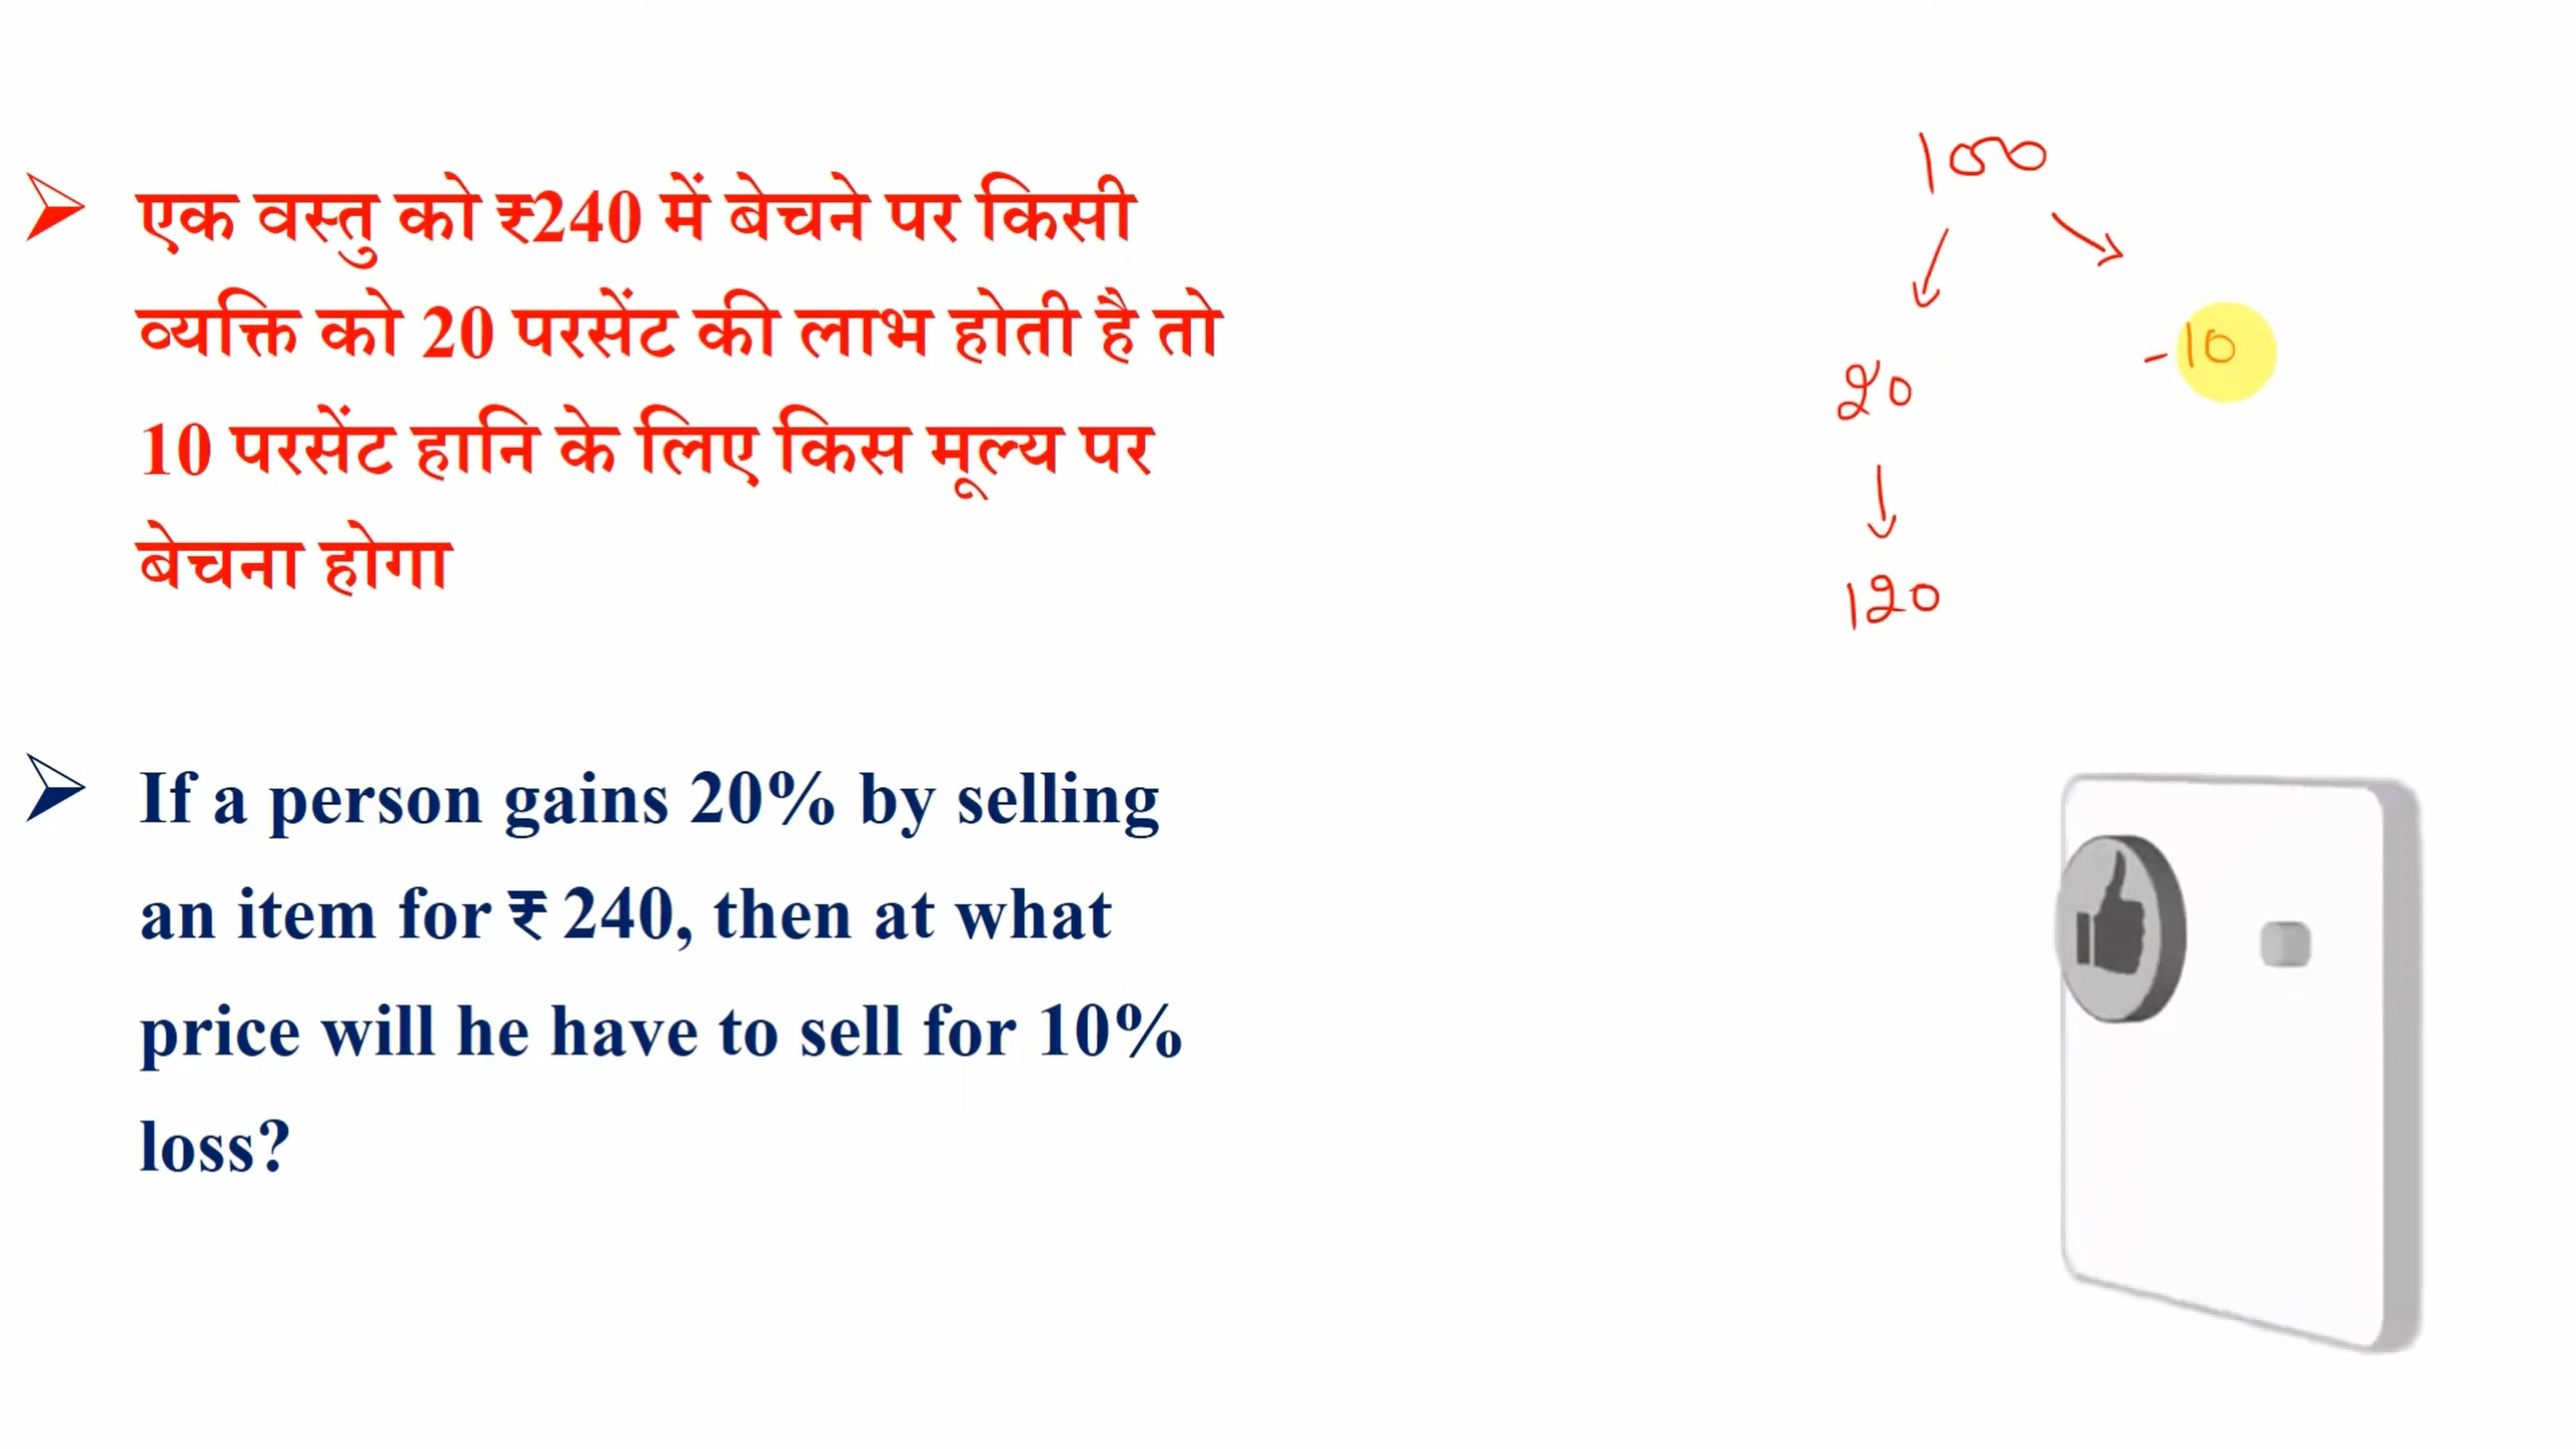 एक वस्तु को ₹240 में बेचने पर किसी
व्यक्ति को 20 परसेंट की लाभ होती है तो
10 परसेंट हानि के लिए किस मूल्य पर
बेचना होगा
If a person gains 20% by selling
an item for ₹ 240, then at what
price will he have to sell for 10%
loss?
100
-10
20
120